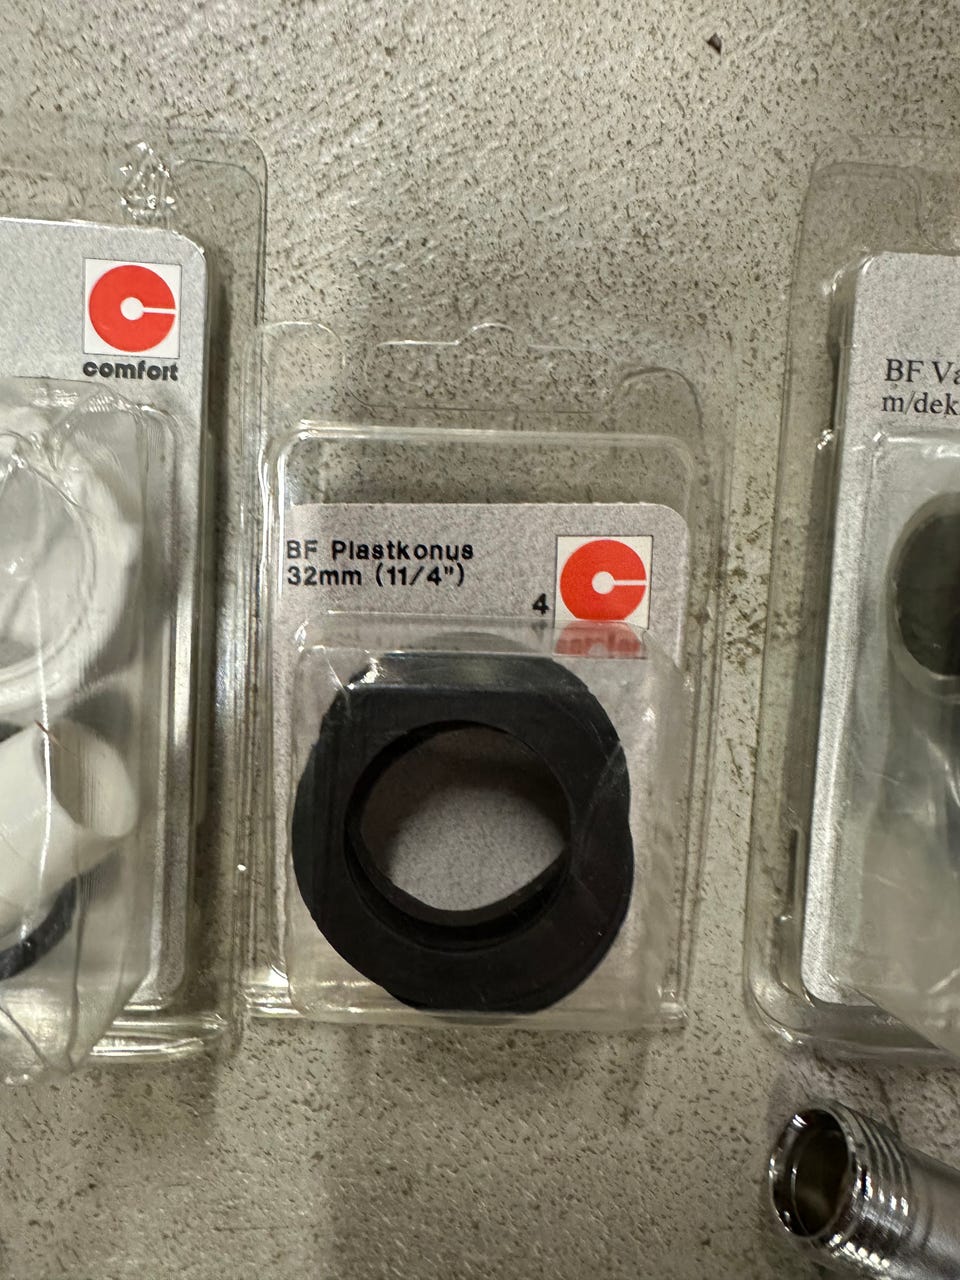 comfort
BF Plastkonus
32mm (11/4")
4
BF Va
m/dek